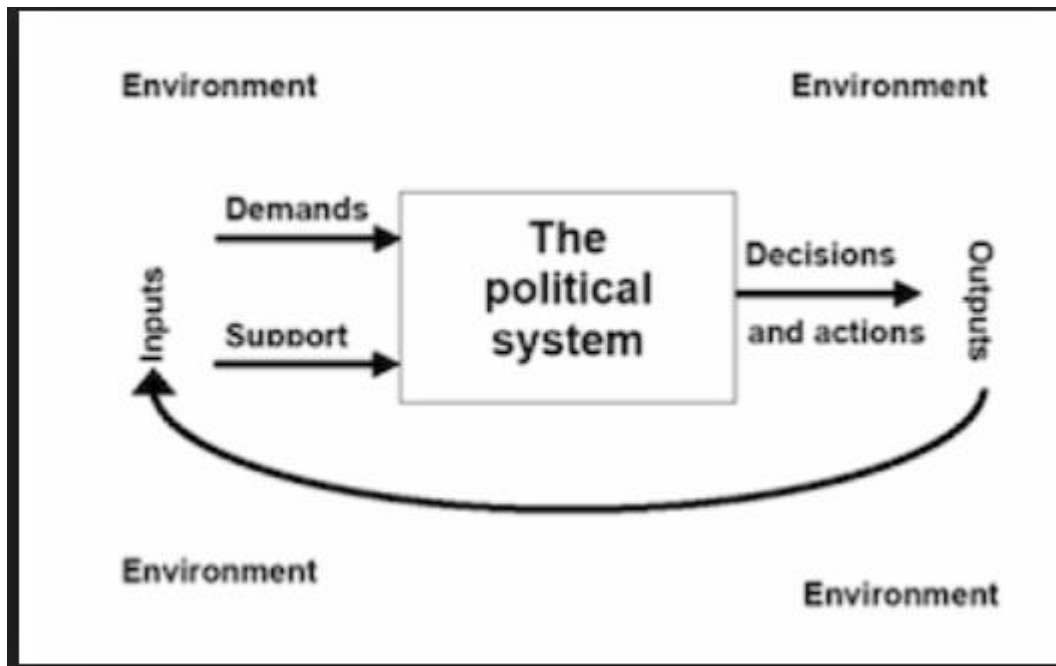 Environment
Environment
Demands
The
political
system
Decisions
and actions
Support
Inputs
Outputs
Environment
Environment